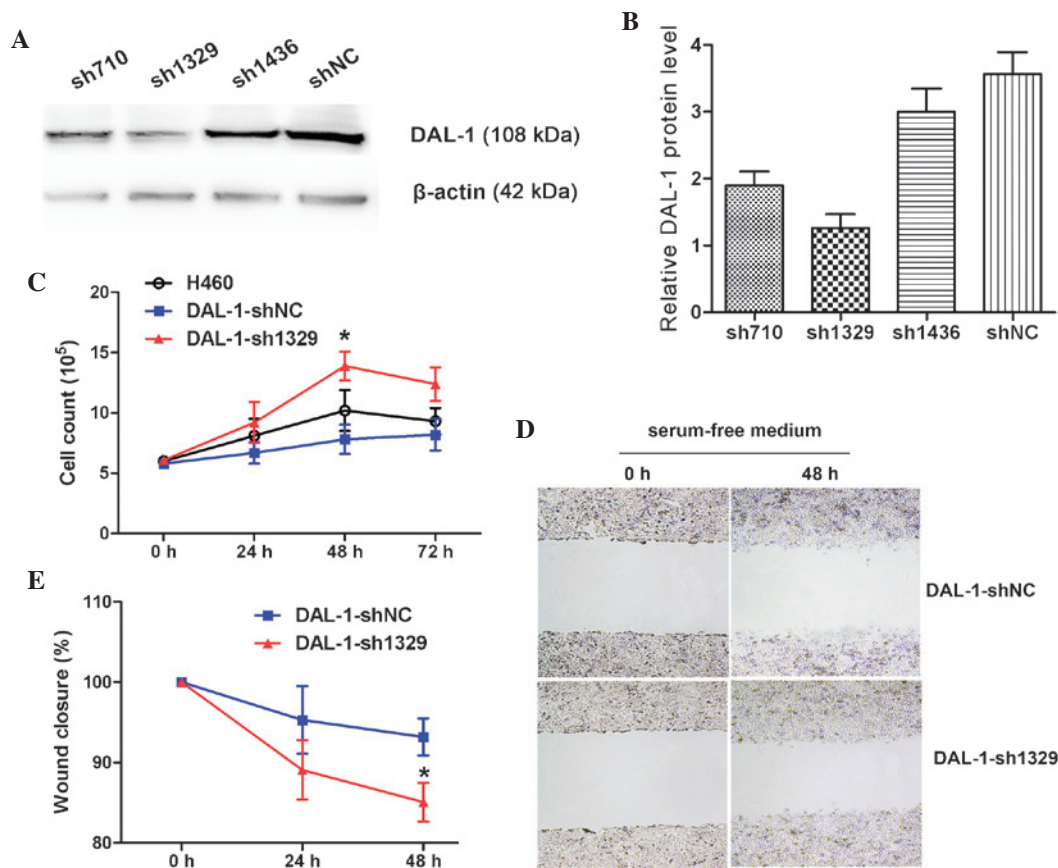 A
sh710 sh1329 sh1436 shNC
DAL-1 (108 kDa)
β-actin (42 kDa)
B
Relative DAL-1 protein level
4
3
2
1
0
sh710 sh1329 sh1436 shNC
C
H460
DAL-1-shNC
DAL-1-sh1329
Cell count (10⁵)
20
15
10
5
0
*
0 h 24 h 48 h 72 h
D
serum-free medium
0 h 48 h
DAL-1-shNC
DAL-1-sh1329
E
DAL-1-shNC
DAL-1-sh1329
Wound closure (%)
110
100
90
80
*
0 h 24 h 48 h